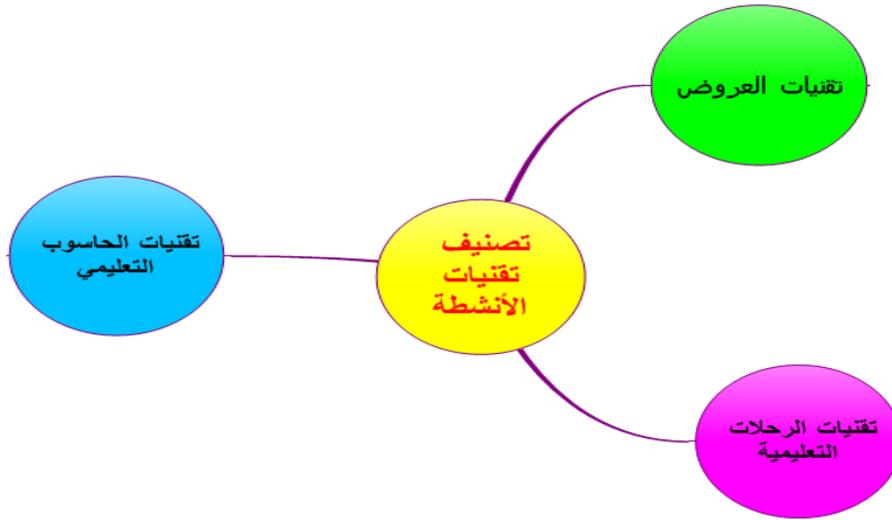 تقنيات العروض
تصنيف
تقنيات
الأنشطة
تقنيات الحاسوب
التعليمي
تقنيات الرحلات
التعليمية